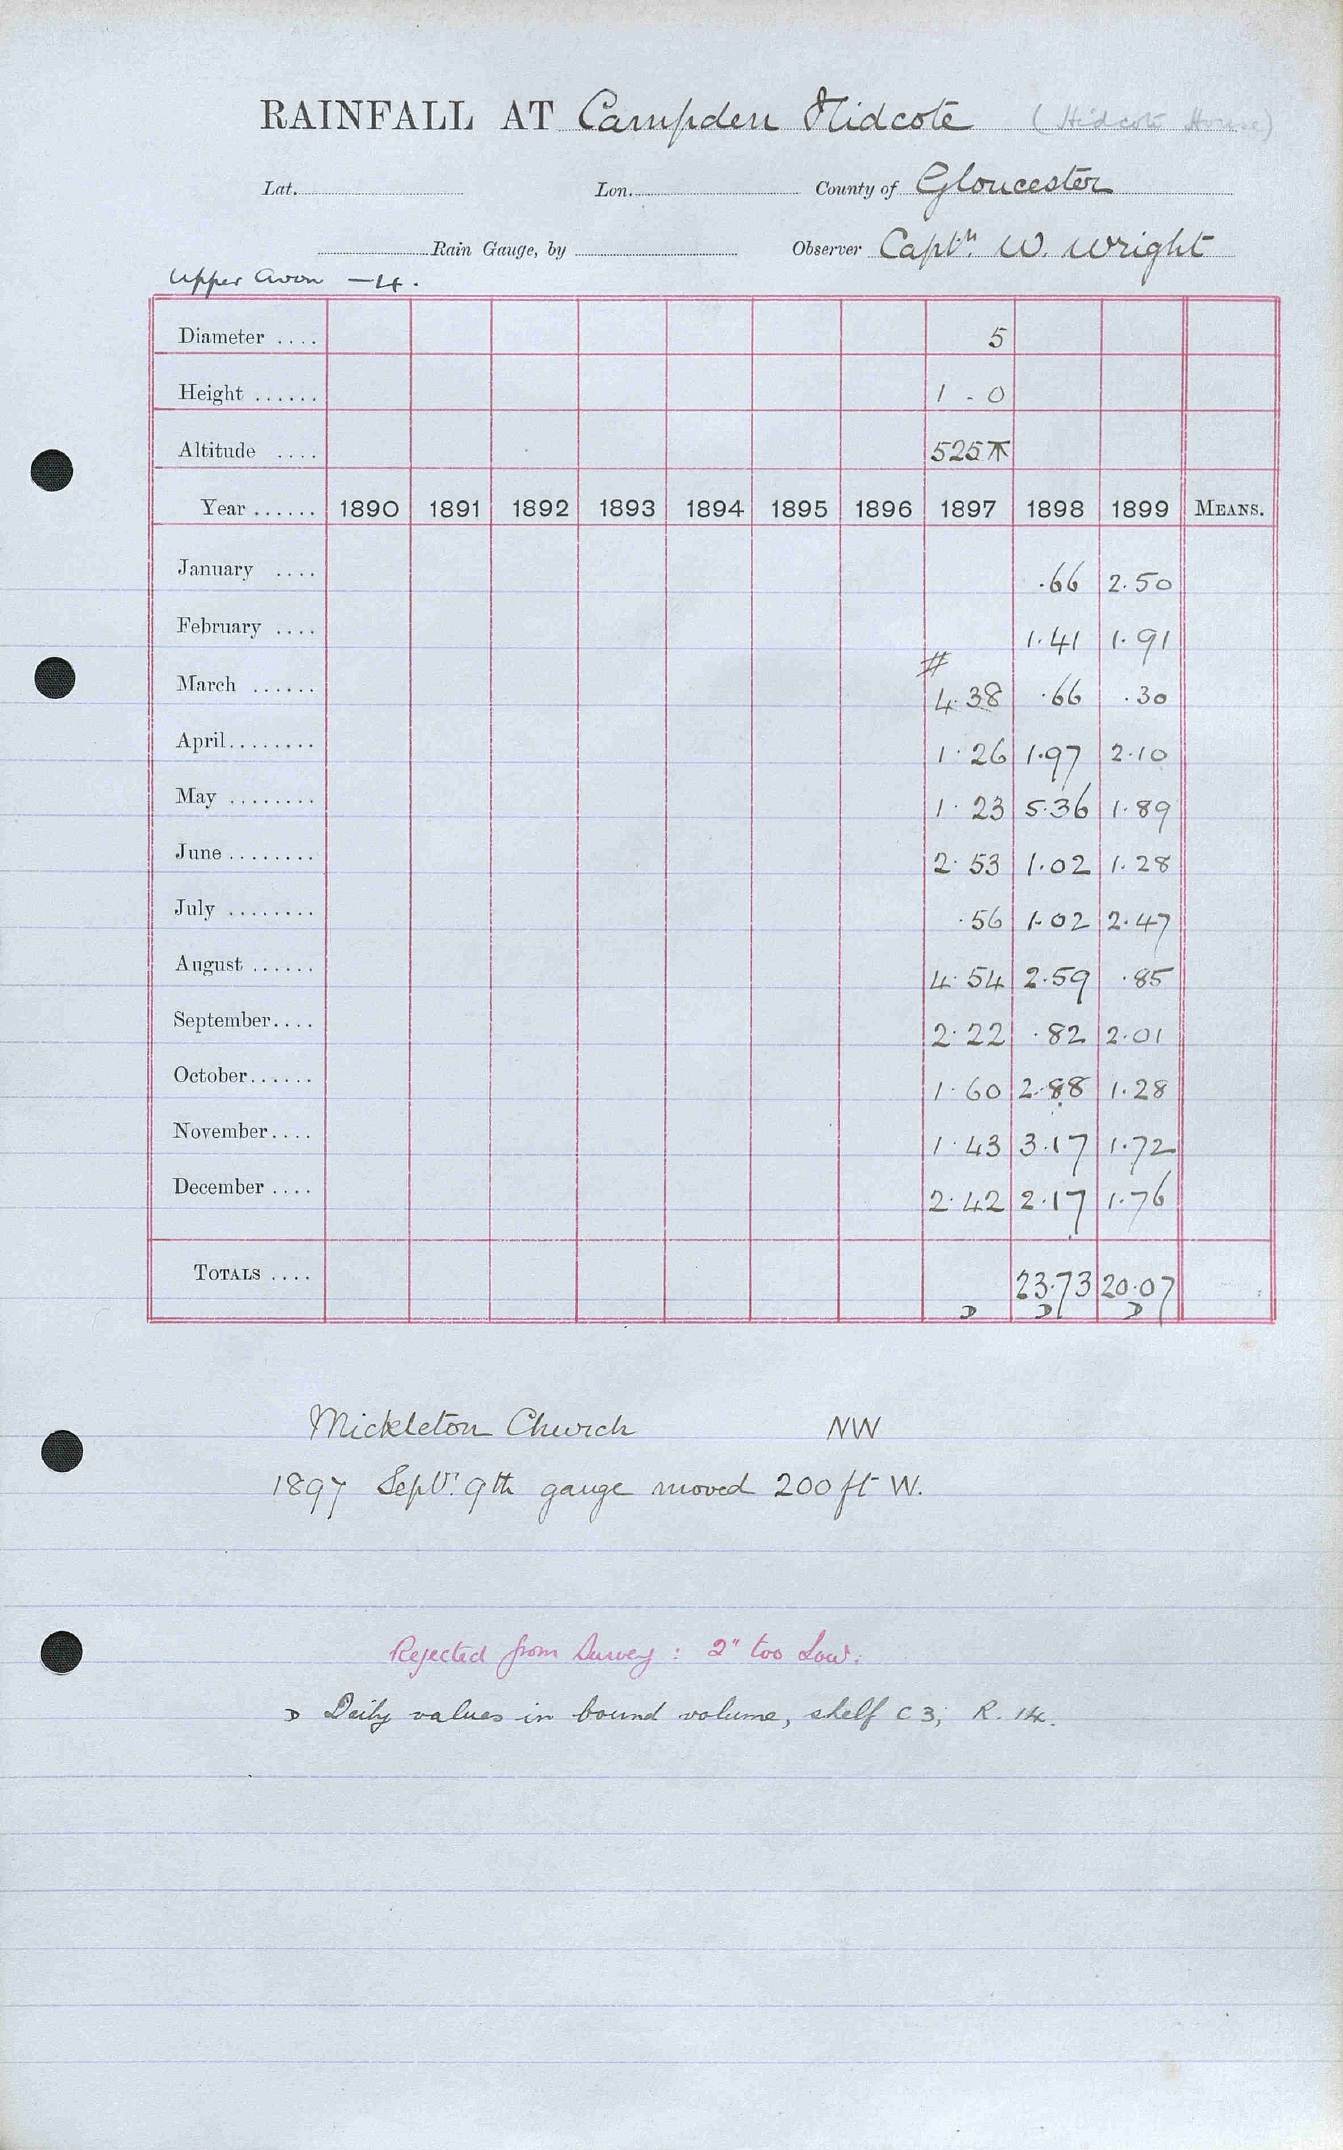 RAINFALL AT Campden Hidcote (Hidcote House)
Lat. Lon. County of Gloucester
Rain Gauge, by Observer Captn. W. Wright
Upper Avon —4.
Diameter .... 5
Height ...... 1 - 0
Altitude .... 525
Year ...... 1890 1891 1892 1893 1894 1895 1896 1897 1898 1899 MEANS.
January .... .66 2.50
February .... 1.41 1.91
#
March ...... 4.38 .66 .30
April........ 1.26 1.97 2.10
May ........ 1.23 5.36 1.89
June ........ 2.53 1.02 1.28
July ........ .56 1.02 2.47
August ...... 4.54 2.59 .85
September.... 2.22 .82 2.01
October...... 1.60 2.88 1.28
November.... 1.43 3.17 1.72
December .... 2.42 2.17 1.76
TOTALS .... 23.73 20.07
D D D
Mickleton Church NW
1897 Sept. 9th gauge moved 200 ft W.
Rejected from Survey: 2" too Low.
D Daily values in bound volume, shelf C3, R. 14.